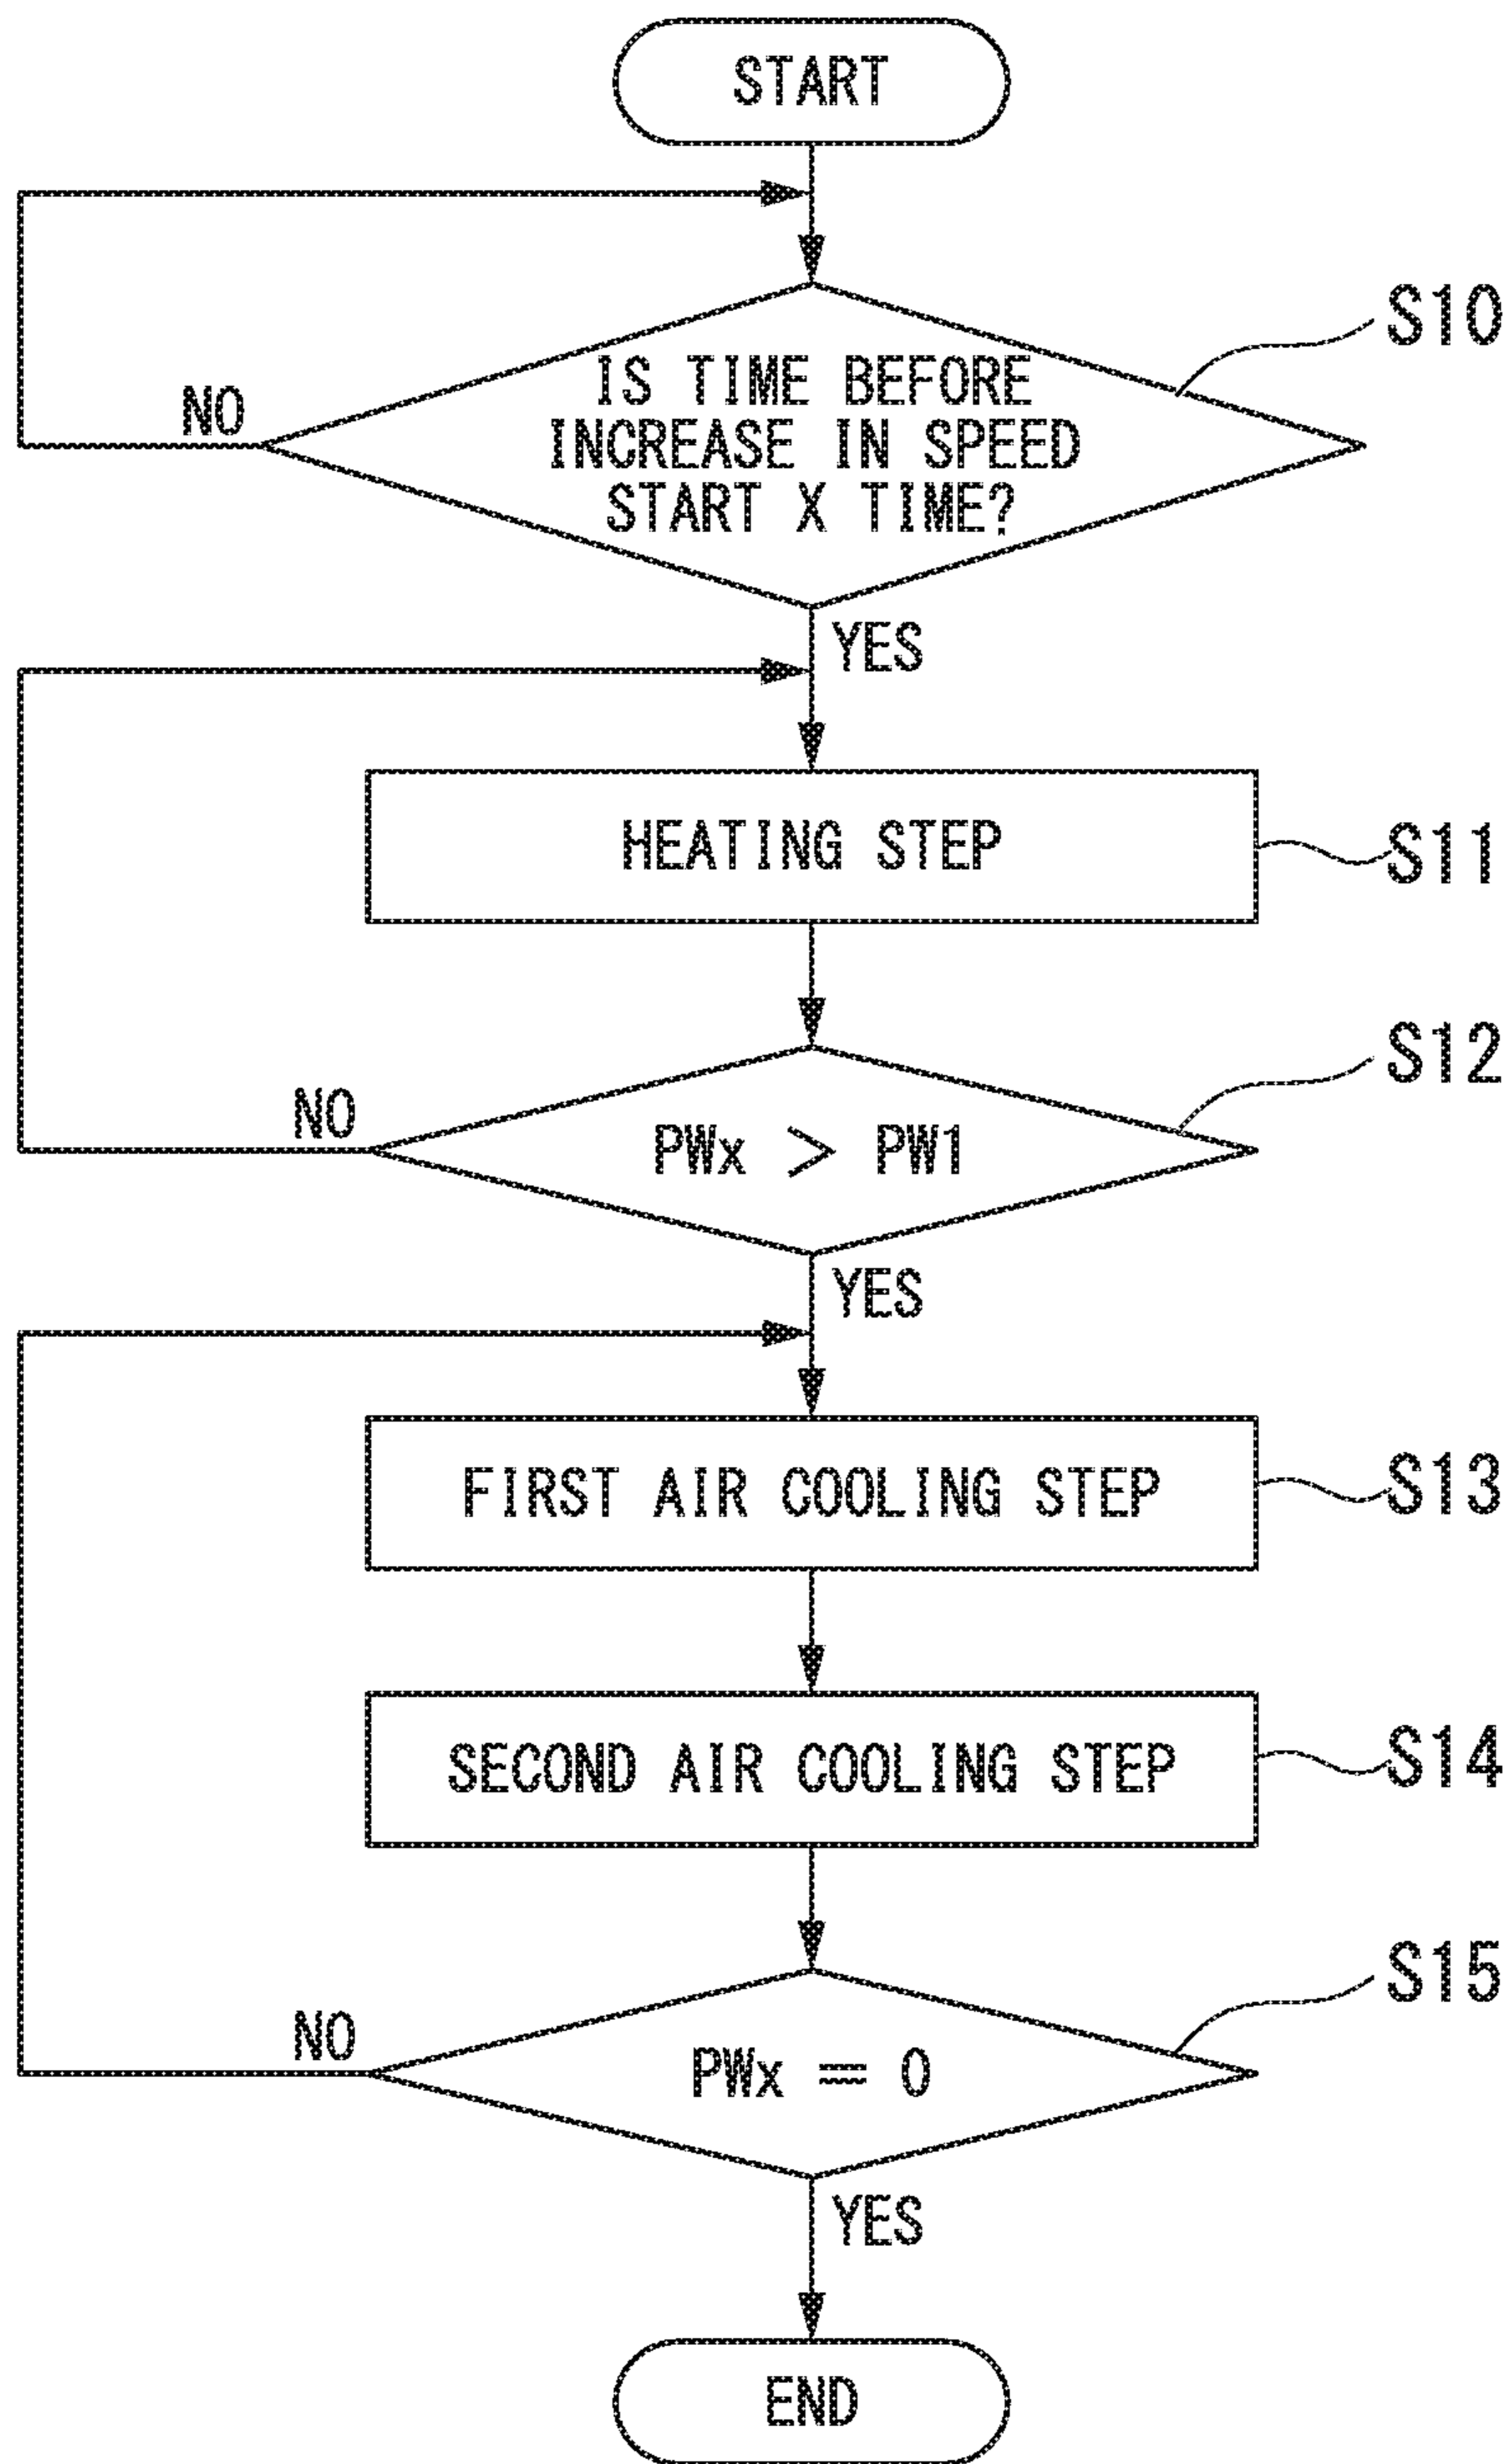 START
S10
IS TIME BEFORE
INCREASE IN SPEED
START X TIME?
NO
YES
HEATING STEP
S11
S12
NO
PWx > PW1
YES
FIRST AIR COOLING STEP
S13
SECOND AIR COOLING STEP
S14
S15
NO
PWx = 0
YES
END